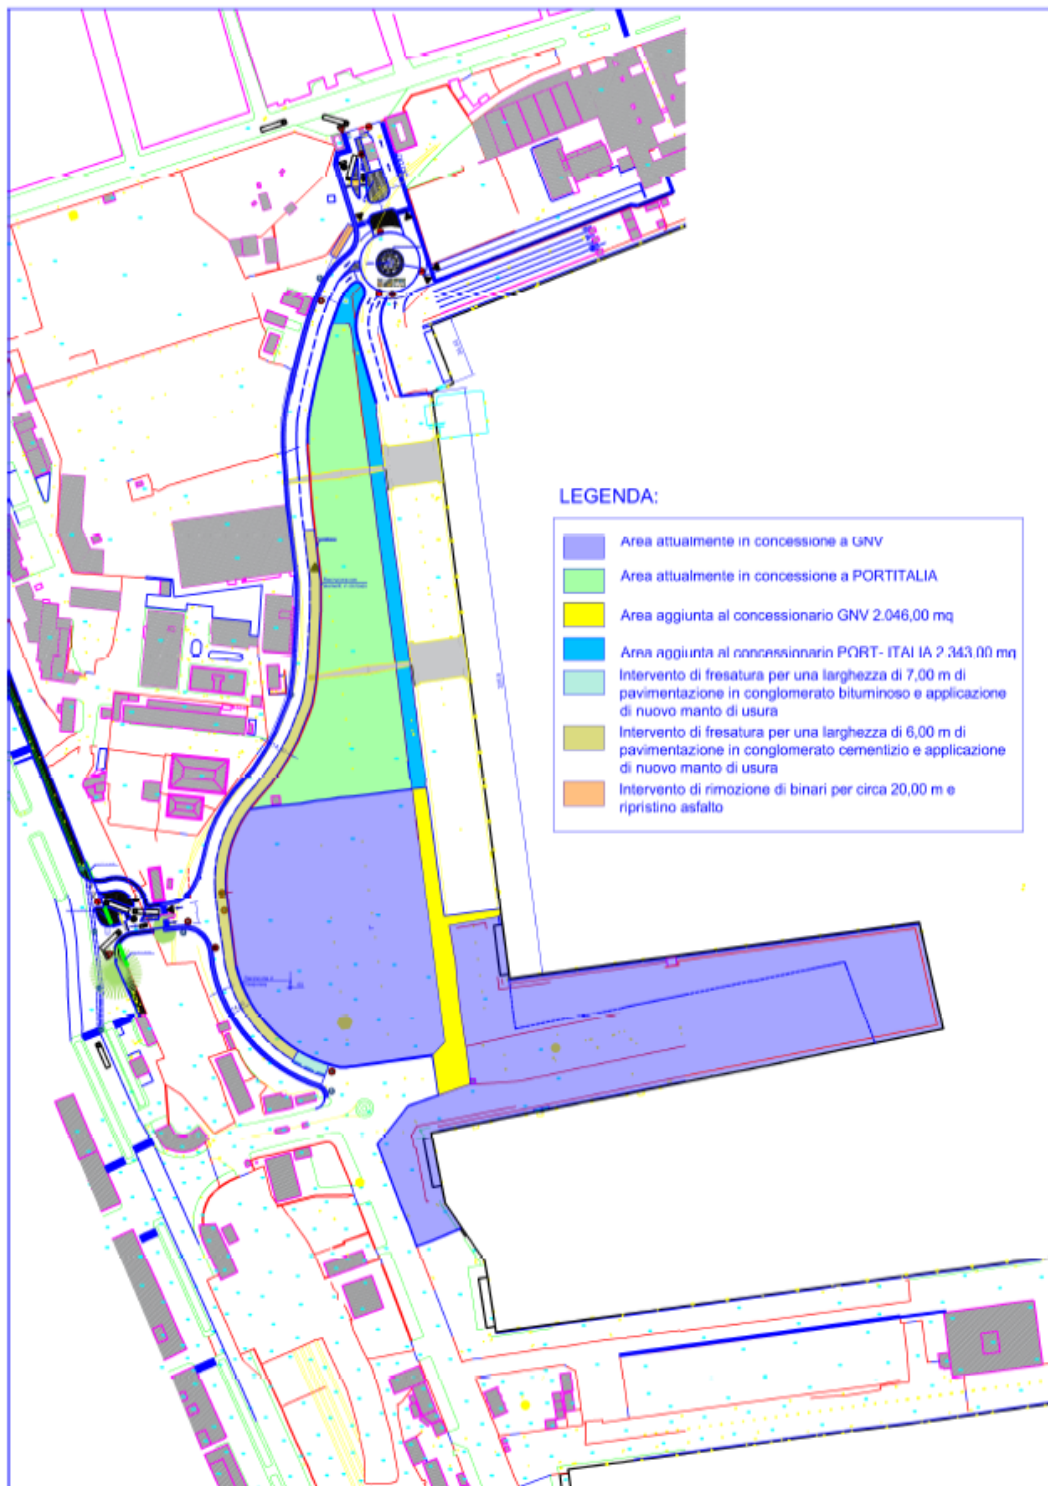 LEGENDA:
Area attualmente in concessione a GNV
Area attualmente in concessione a PORTITALIA
Area aggiunta al concessionario GNV 2.046,00 mq
Area aggiunta al concessionario PORT- ITALIA 2.343,00 mq
Intervento di fresatura per una larghezza di 7,00 m di
pavimentazione in conglomerato bituminoso e applicazione
di nuovo manto di usura
Intervento di fresatura per una larghezza di 6,00 m di
pavimentazione in conglomerato cementizio e applicazione
di nuovo manto di usura
Intervento di rimozione di binari per circa 20,00 m e
ripristino asfalto